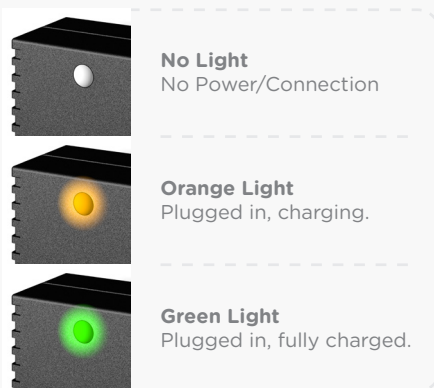 No Light
No Power/Connection
Orange Light
Plugged in, charging.
Green Light
Plugged in, fully charged.